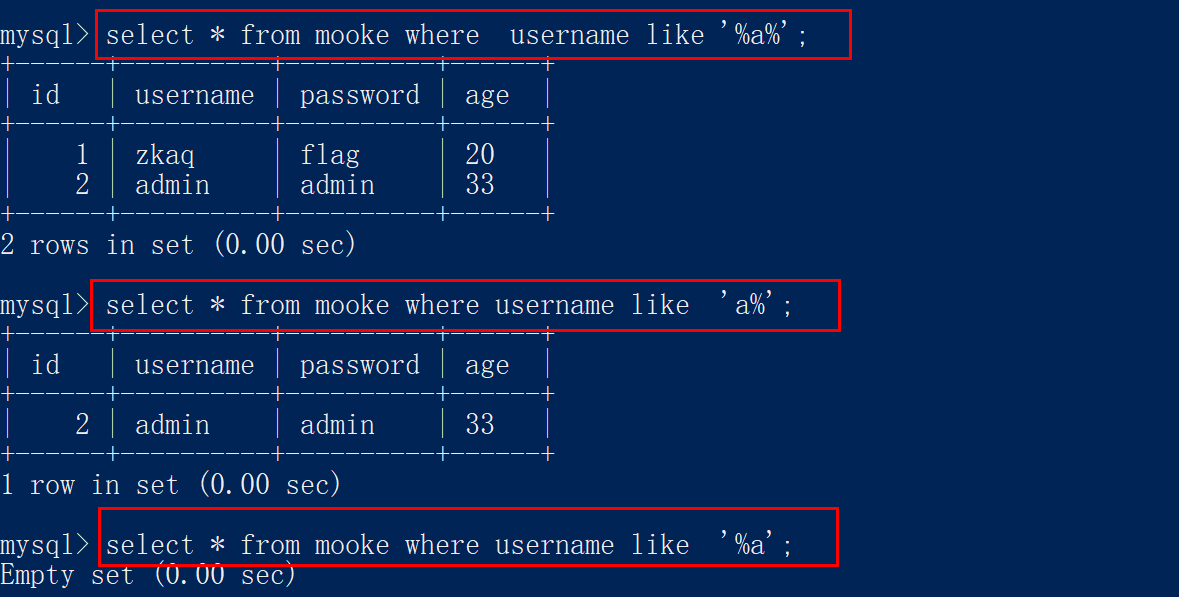 mysql> select * from mooke where  username like '%a%';
+------+----------+----------+------+
| id   | username | password | age  |
+------+----------+----------+------+
|    1 | zkaq     | flag     | 20   |
|    2 | admin    | admin    | 33   |
+------+----------+----------+------+
2 rows in set (0.00 sec)
mysql> select * from mooke where username like  'a%';
+------+----------+----------+------+
| id   | username | password | age  |
+------+----------+----------+------+
|    2 | admin    | admin    | 33   |
+------+----------+----------+------+
1 row in set (0.00 sec)
mysql> select * from mooke where username like  '%a';
Empty set (0.00 sec)